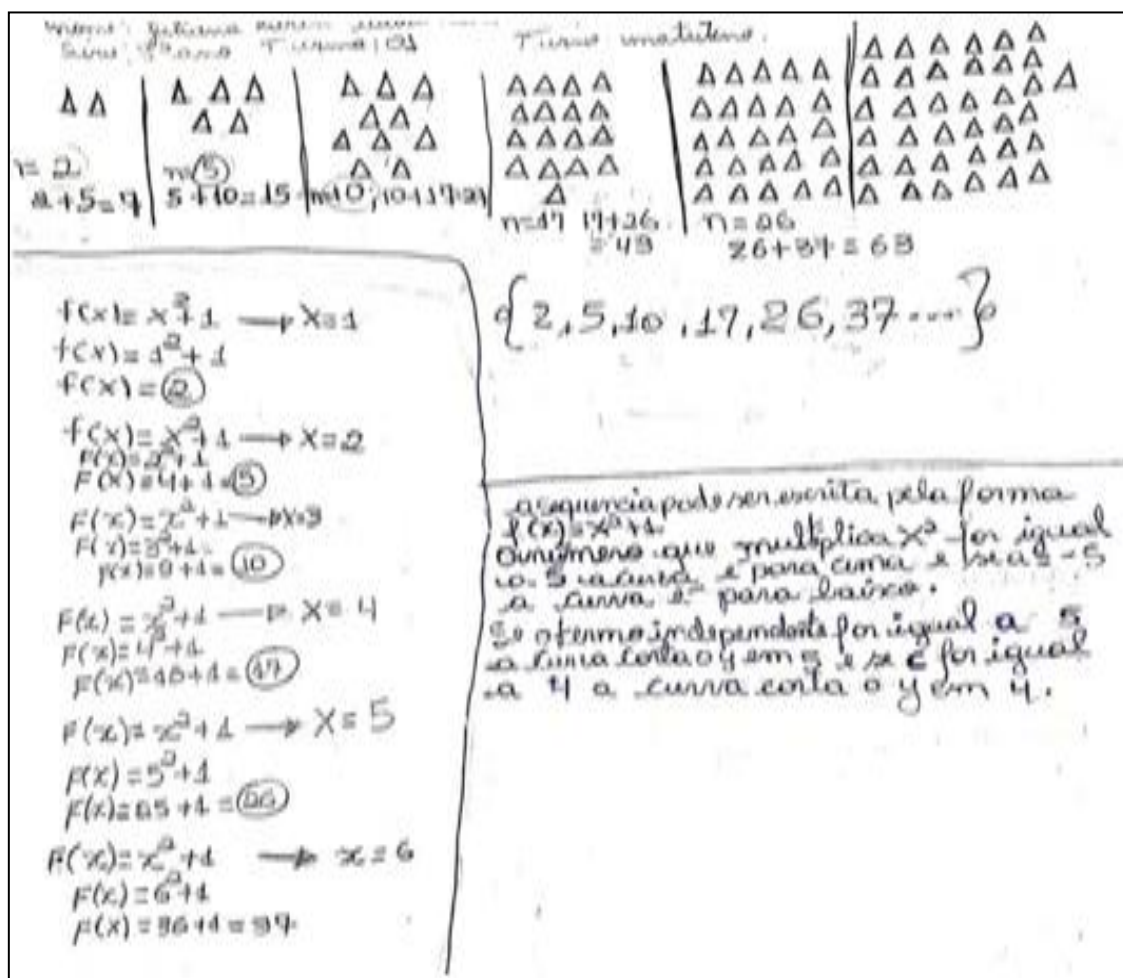 nome: Juliana
Série: 9º ano Turma: 01 Turno matutino.
n= 2
2+5=7
n=5
5+10=15
n=10; 10+17=27
n=17 17+26
= 43
n=26
26+37=63
{2,5,10,17,26,37....}
f(x)= x²+1 → X=1
f(x)= 1²+1
f(x)=2
f(x)= x²+1 → X=2
F(x)=2²+1
F(x)=4+1=5
F(x)=x²+1→X=3
F(x)=3²+1=
F(x)=9+1=10
F(x)=x²+1 → X=4
F(x)=4²+1
F(x)=16+1=17
F(x)=x²+1 → X=5
F(x)=5²+1
F(x)=25+1=26
F(x)=x²+1 → x=6
F(x)=6²+1
F(x)=36+1=37
a sequencia pode ser escrita pela forma
f(x)=x²+1.
O número que multiplica X² for igual
a 5 a curva é para cima e se a=-5
a curva é para baixo.
Se o termo independente for igual a 5
a curva corta o y em 5 e se c for igual
a 4 a curva corta o y em 4.